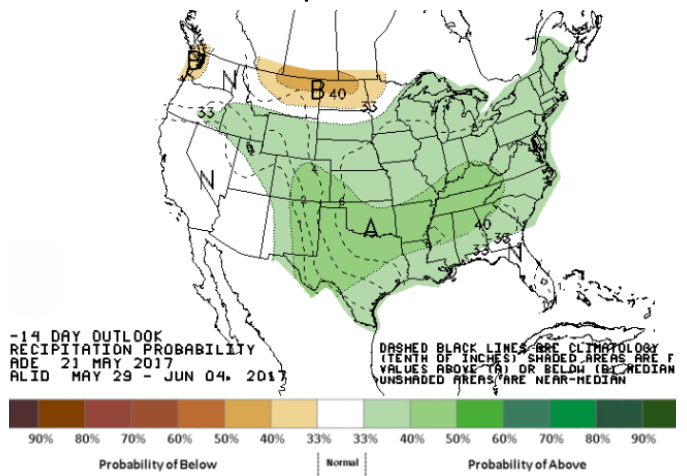 B
N
B 40
33
33
N
A
40
33
33
N
-14 DAY OUTLOOK
RECIPITATION PROBABILITY
ADE 21 MAY 2017
ALID MAY 29 - JUN 04, 2017
DASHED BLACK LINES ARE CLIMATOLOGY
(TENTH OF INCHES) SHADED AREAS ARE F
VALUES ABOVE (A) OR BELOW (B) MEDIAN
UNSHADED AREAS ARE NEAR-MEDIAN
90% 80% 70% 60% 50% 40% 33% 33% 40% 50% 60% 70% 80% 90%
Probability of Below Normal Probability of Above